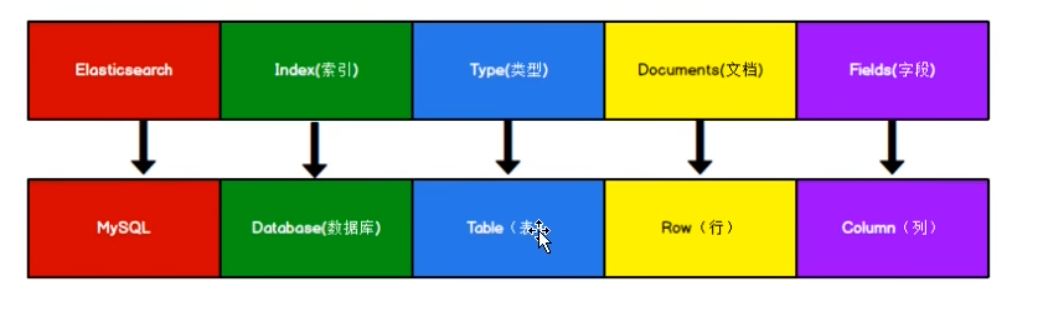 Elasticsearch
Index(索引)
Type(类型)
Documents(文档)
Fields(字段)
MySQL
Database(数据库)
Table（表
Row（行）
Column（列）